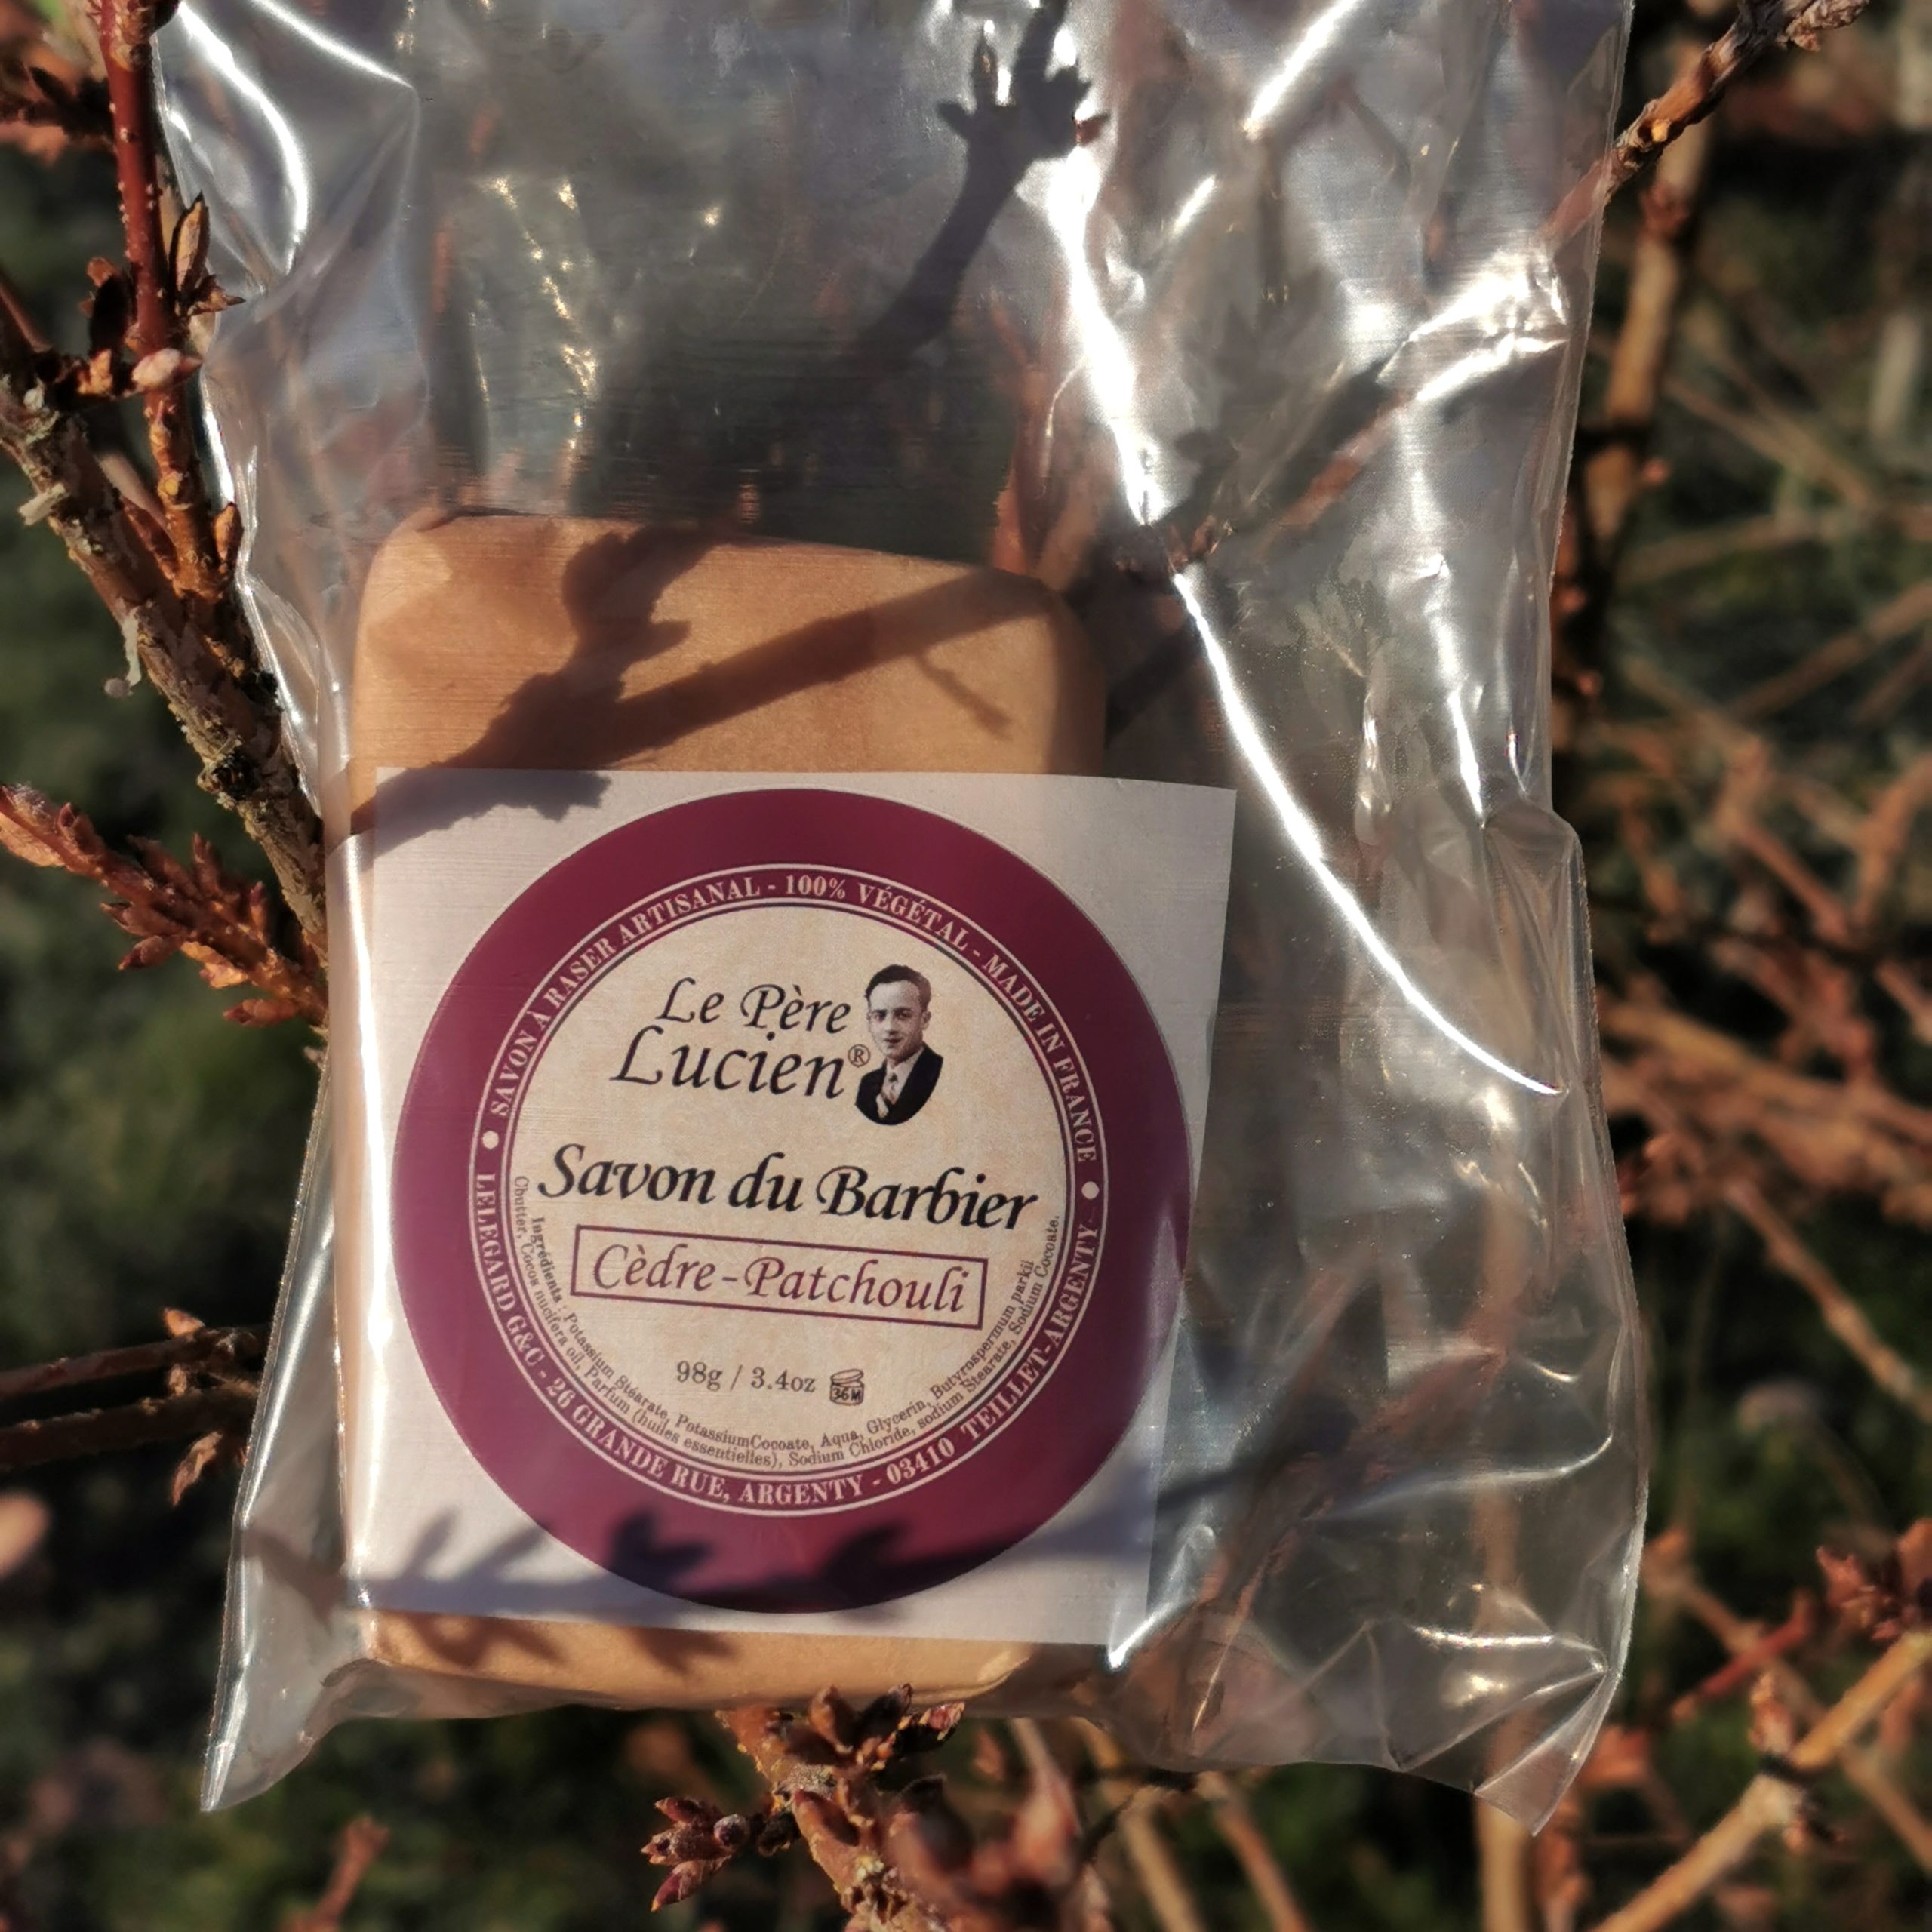 SAVON À RASER ARTISANAL - 100% VÉGÉTAL - MADE IN FRANCE
Le Père
Lucien®
Savon du Barbier
Cèdre-Patchouli
98g / 3.4oz
36M
Ingrédients : Potassium Stéarate, PotassiumCocoate, Aqua, Glycerin, Butyrospermum parkii
Cbutter, Cocos nucifera oil, Parfum (huiles essentielles), Sodium Chloride, sodium Stearate, Sodium Cocoate.
LELEGARD G&C - 26 GRANDE RUE, ARGENTY - 03410 TEILLET-ARGENTY